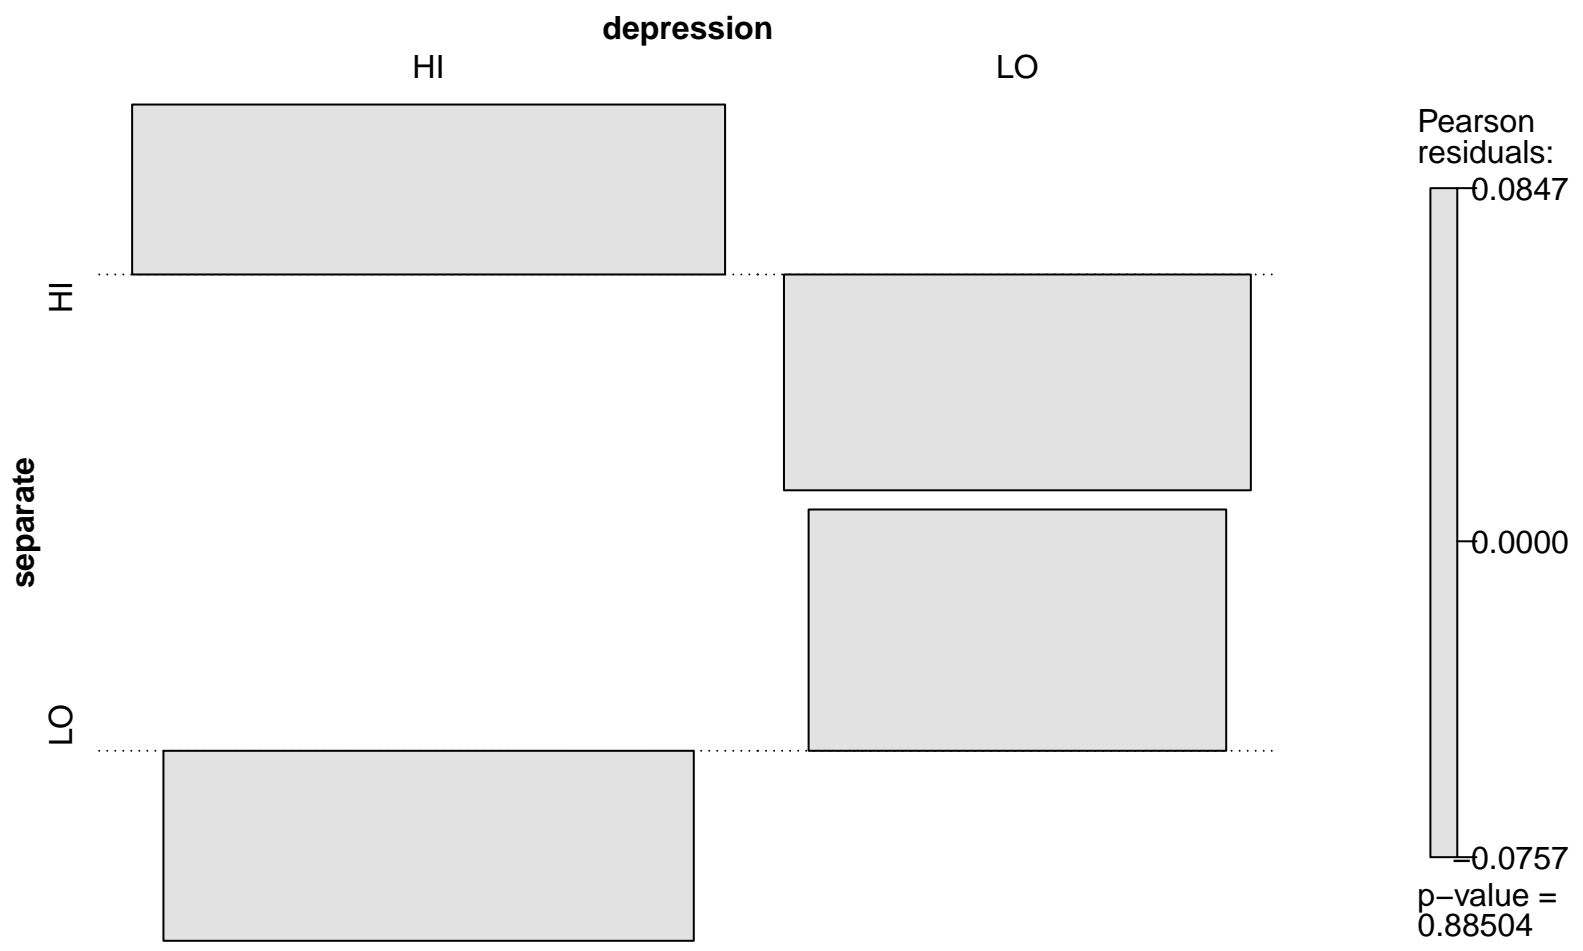 depression
HI
LO
separate
HI
LO
Pearson
residuals:
0.0847
0.0000
−0.0757
p−value =
0.88504